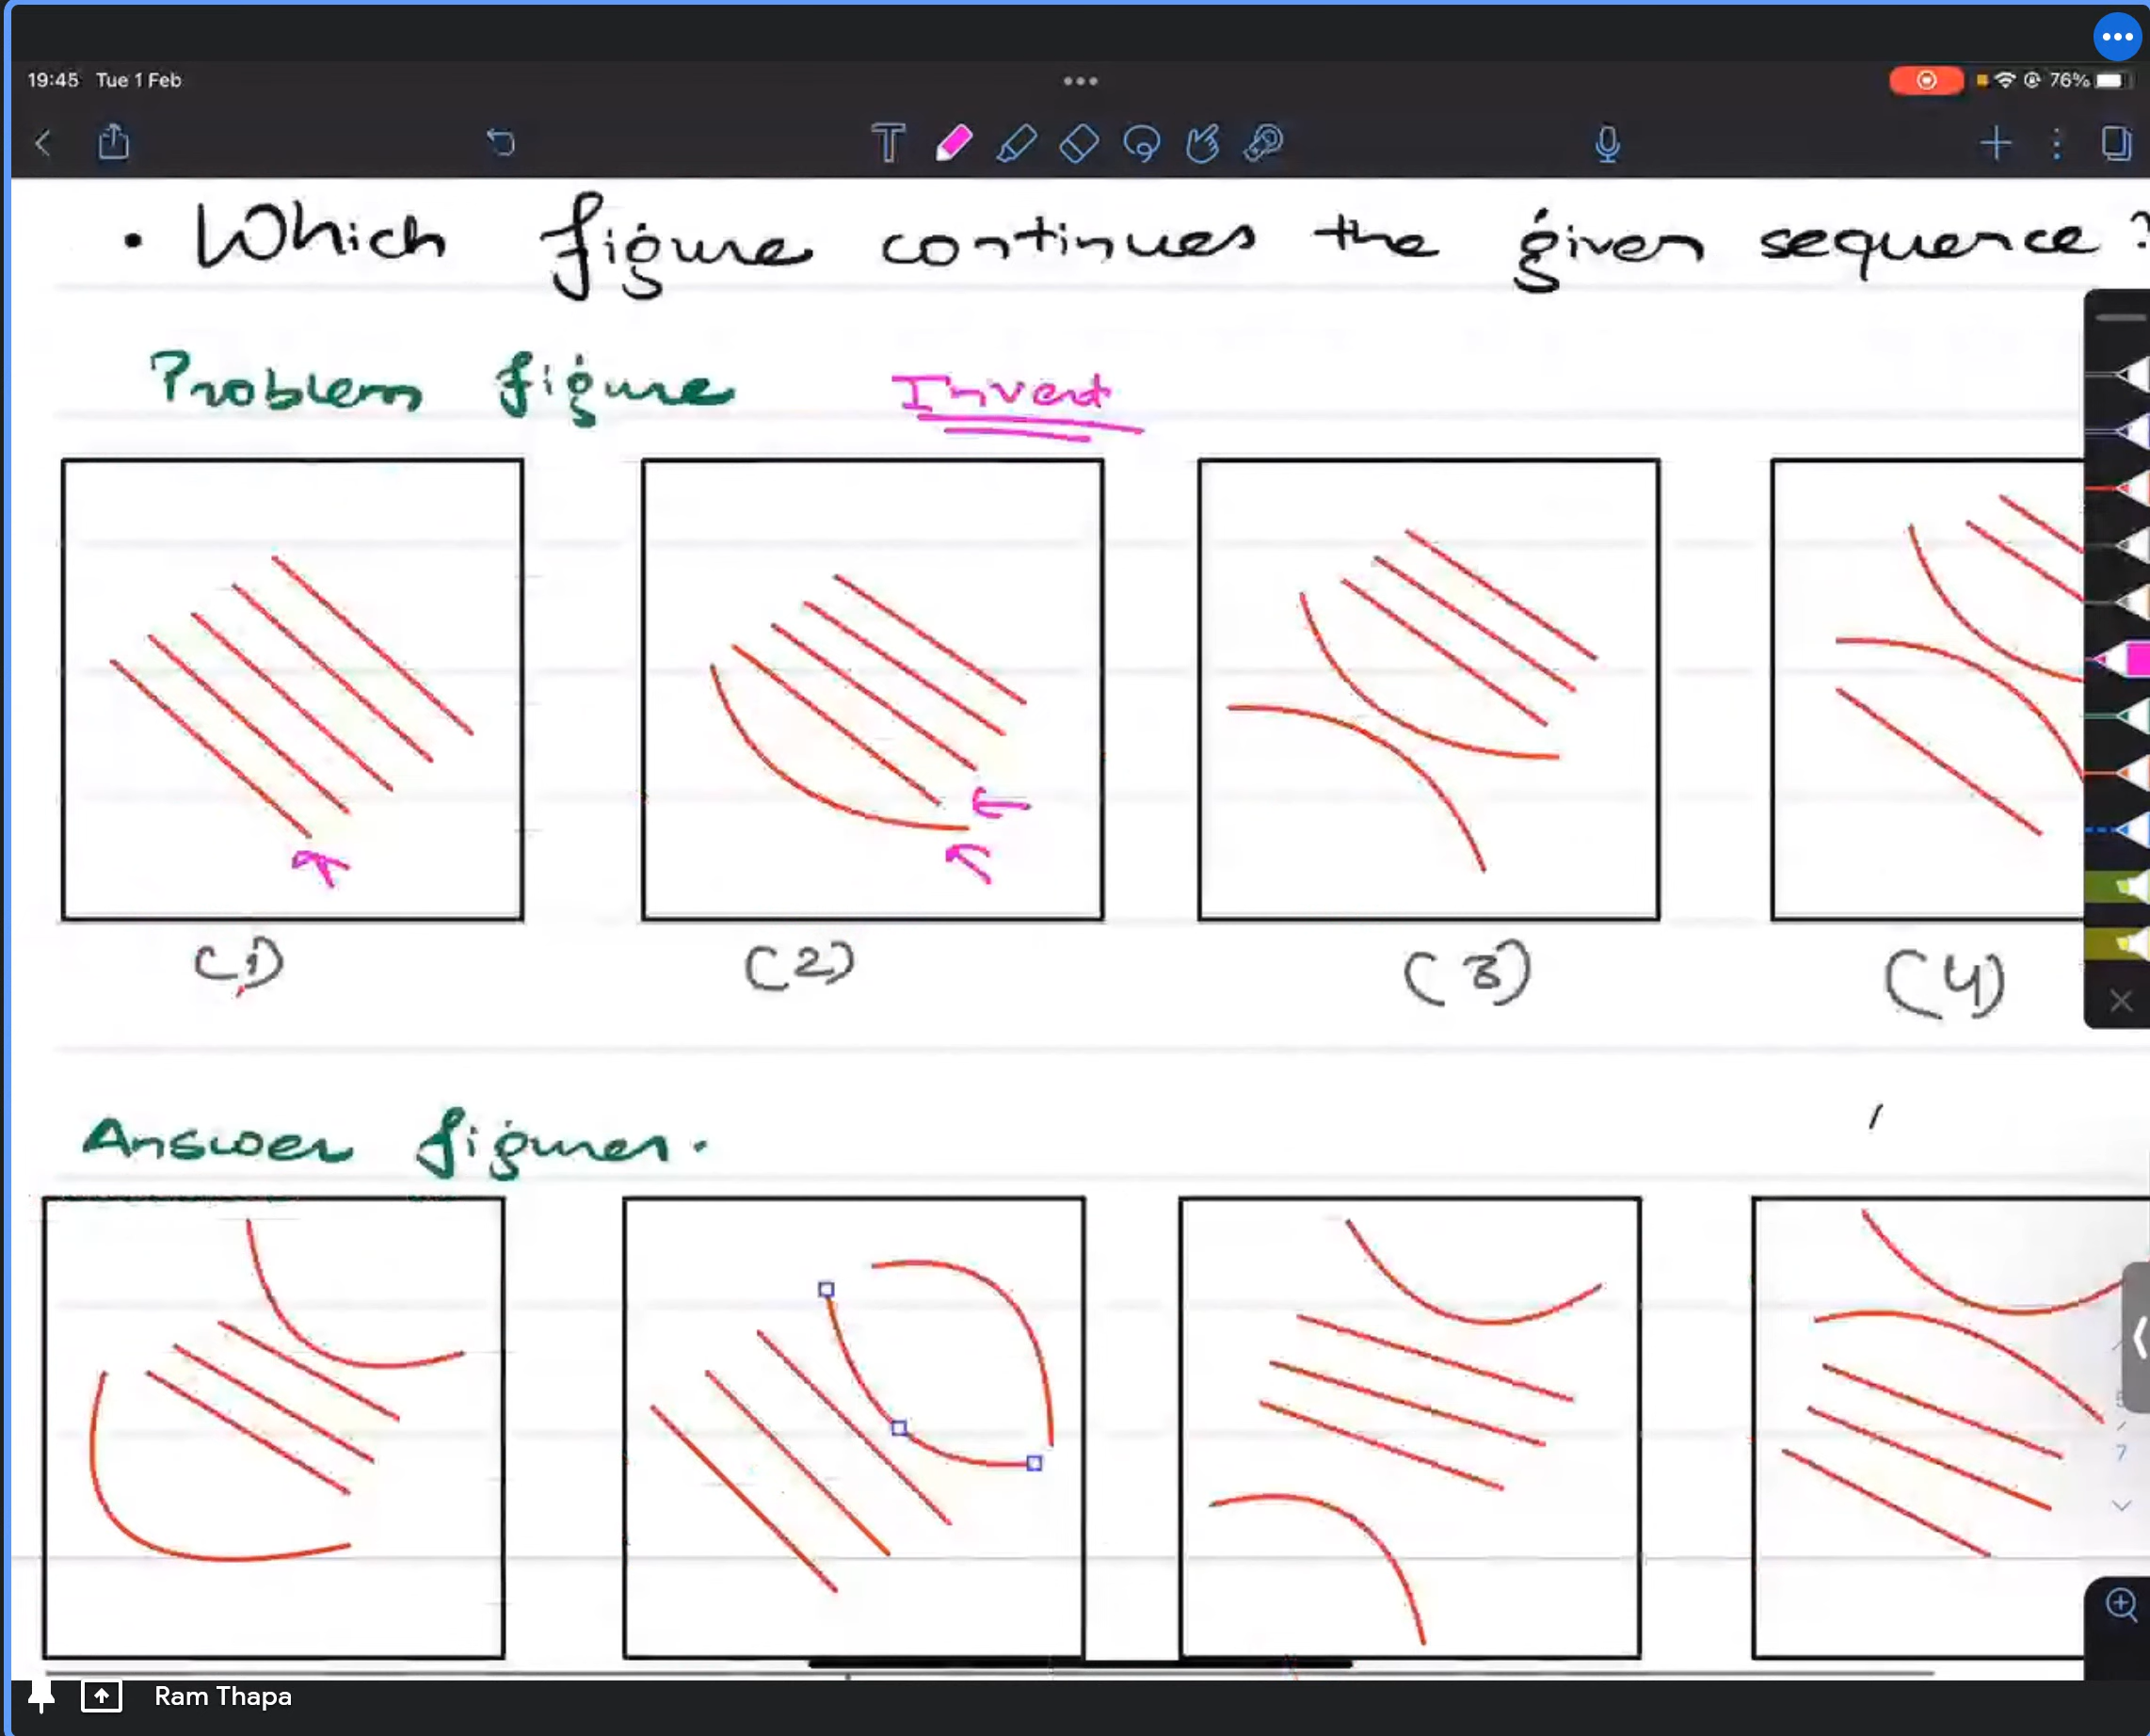 19:45 Tue 1 Feb
76%
T
• Which figure continues the given sequence?
Problem figure Invert
(1) (2) (3) (4)
Answer figures.
7
Ram Thapa